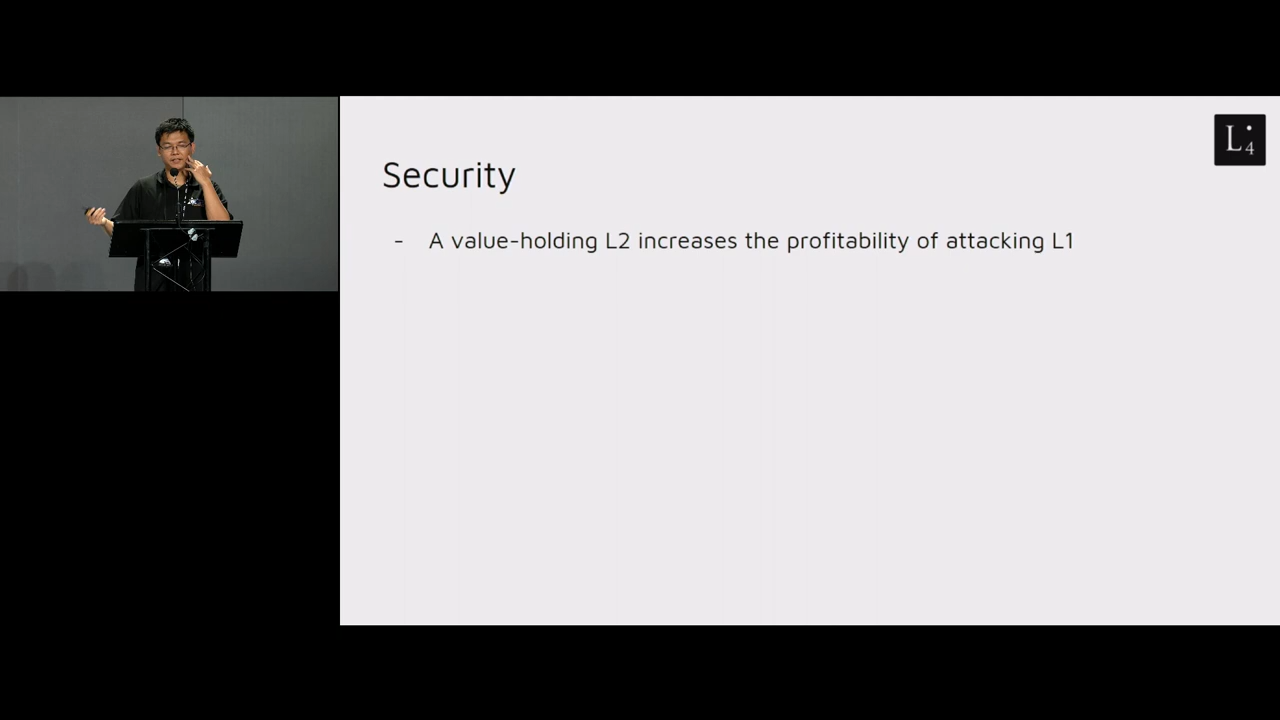 L4
Security
- A value-holding L2 increases the profitability of attacking L1